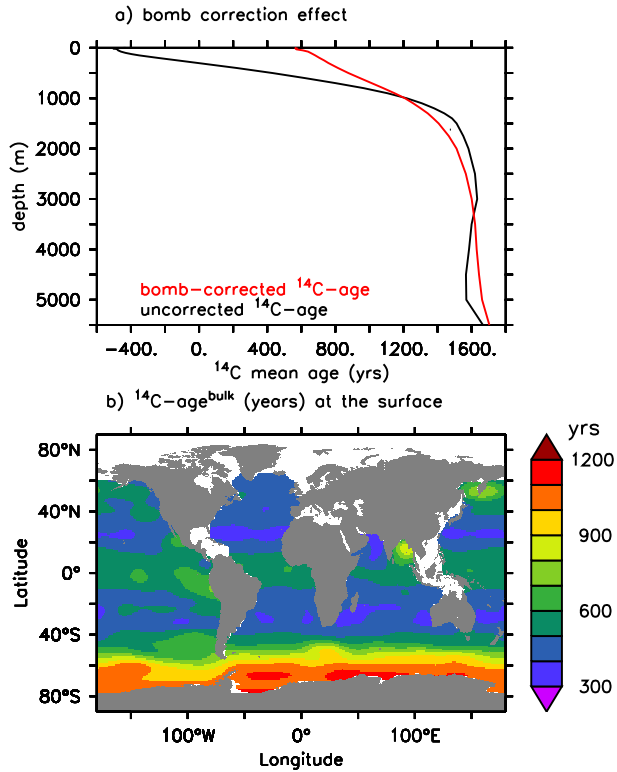 a) bomb correction effect
0
1000
2000
3000
4000
5000
depth (m)
bomb-corrected ¹⁴C-age
uncorrected ¹⁴C-age
-400. 0. 400. 800. 1200. 1600.
¹⁴C mean age (yrs)
b) ¹⁴C-ageᵇᵘˡᵏ (years) at the surface
yrs
80°N
40°N
0°
40°S
80°S
Latitude
100°W 0° 100°E
Longitude
1200
900
600
300